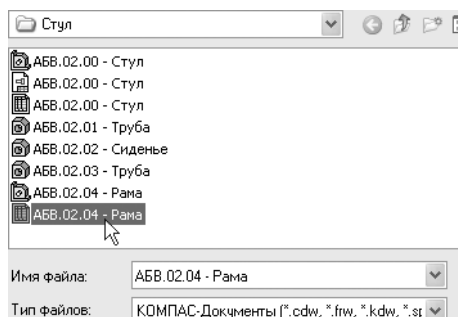 Стул
АБВ.02.00 - Стул
АБВ.02.00 - Стул
АБВ.02.00 - Стул
АБВ.02.01 - Труба
АБВ.02.02 - Сиденье
АБВ.02.03 - Труба
АБВ.02.04 - Рама
АБВ.02.04 - Рама
Имя файла: АБВ.02.04 - Рама
Тип файлов: КОМПАС-Документы (*.cdw, *.frw, *.kdw, *.sp